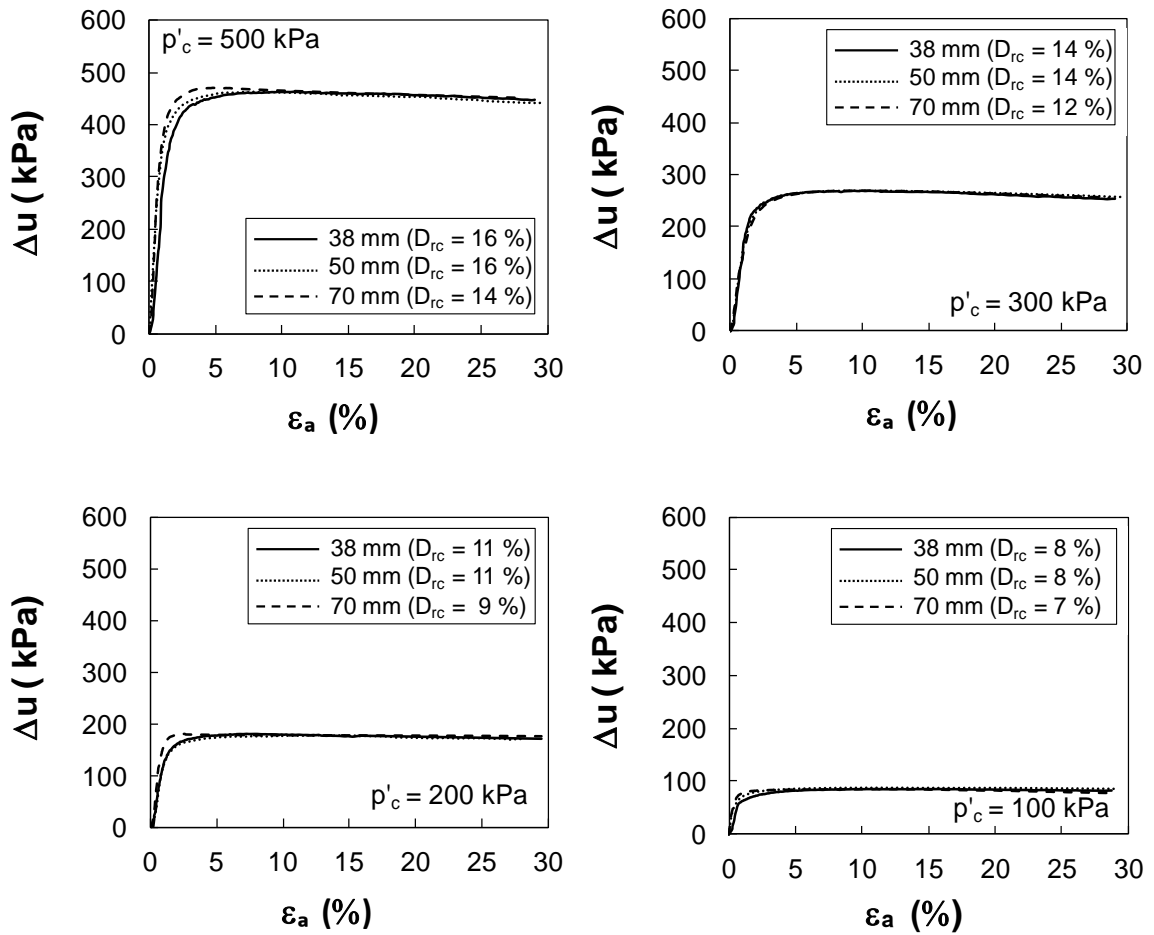 600
500
400
300
200
100
0
Δu ( kPa)
p'c = 500 kPa
38 mm (Drc = 16 %)
50 mm (Drc = 16 %)
70 mm (Drc = 14 %)
0 5 10 15 20 25 30
εa (%)
600
500
400
300
200
100
0
Δu ( kPa)
38 mm (Drc = 14 %)
50 mm (Drc = 14 %)
70 mm (Drc = 12 %)
p'c = 300 kPa
0 5 10 15 20 25 30
εa (%)
600
500
400
300
200
100
0
Δu ( kPa)
38 mm (Drc = 11 %)
50 mm (Drc = 11 %)
70 mm (Drc = 9 %)
p'c = 200 kPa
0 5 10 15 20 25 30
εa (%)
600
500
400
300
200
100
0
Δu ( kPa)
38 mm (Drc = 8 %)
50 mm (Drc = 8 %)
70 mm (Drc = 7 %)
p'c = 100 kPa
0 5 10 15 20 25 30
εa (%)